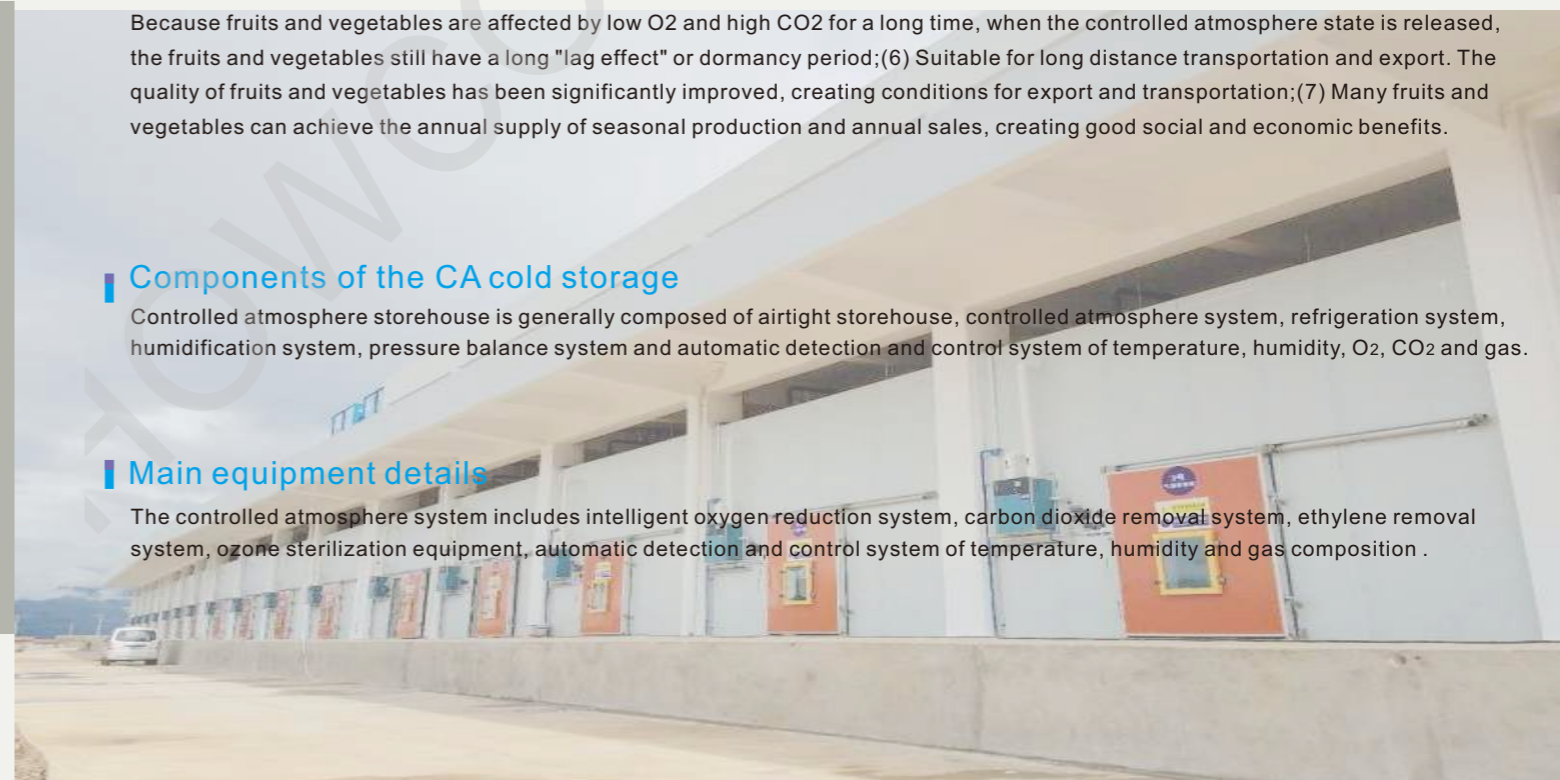 Because fruits and vegetables are affected by low O2 and high CO2 for a long time, when the controlled atmosphere state is released,
the fruits and vegetables still have a long "lag effect" or dormancy period;(6) Suitable for long distance transportation and export. The
quality of fruits and vegetables has been significantly improved, creating conditions for export and transportation;(7) Many fruits and
vegetables can achieve the annual supply of seasonal production and annual sales, creating good social and economic benefits.
Components of the CA cold storage
Controlled atmosphere storehouse is generally composed of airtight storehouse, controlled atmosphere system, refrigeration system,
humidification system, pressure balance system and automatic detection and control system of temperature, humidity, O2, CO2 and gas.
Main equipment details
The controlled atmosphere system includes intelligent oxygen reduction system, carbon dioxide removal system, ethylene removal
system, ozone sterilization equipment, automatic detection and control system of temperature, humidity and gas composition .